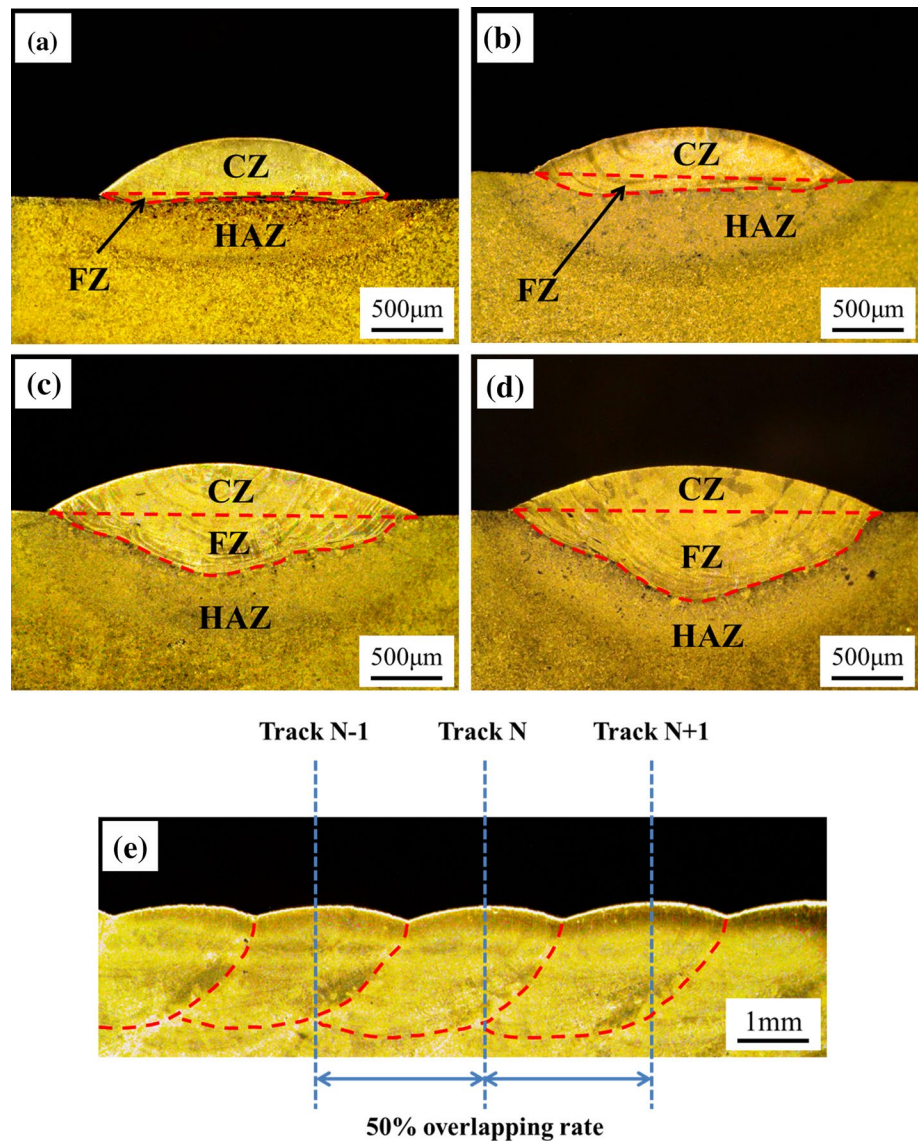 (a)
CZ
HAZ
FZ
500μm
(b)
CZ
HAZ
FZ
500μm
(c)
CZ
FZ
HAZ
500μm
(d)
CZ
FZ
HAZ
500μm
Track N-1 Track N Track N+1
(e)
1mm
50% overlapping rate